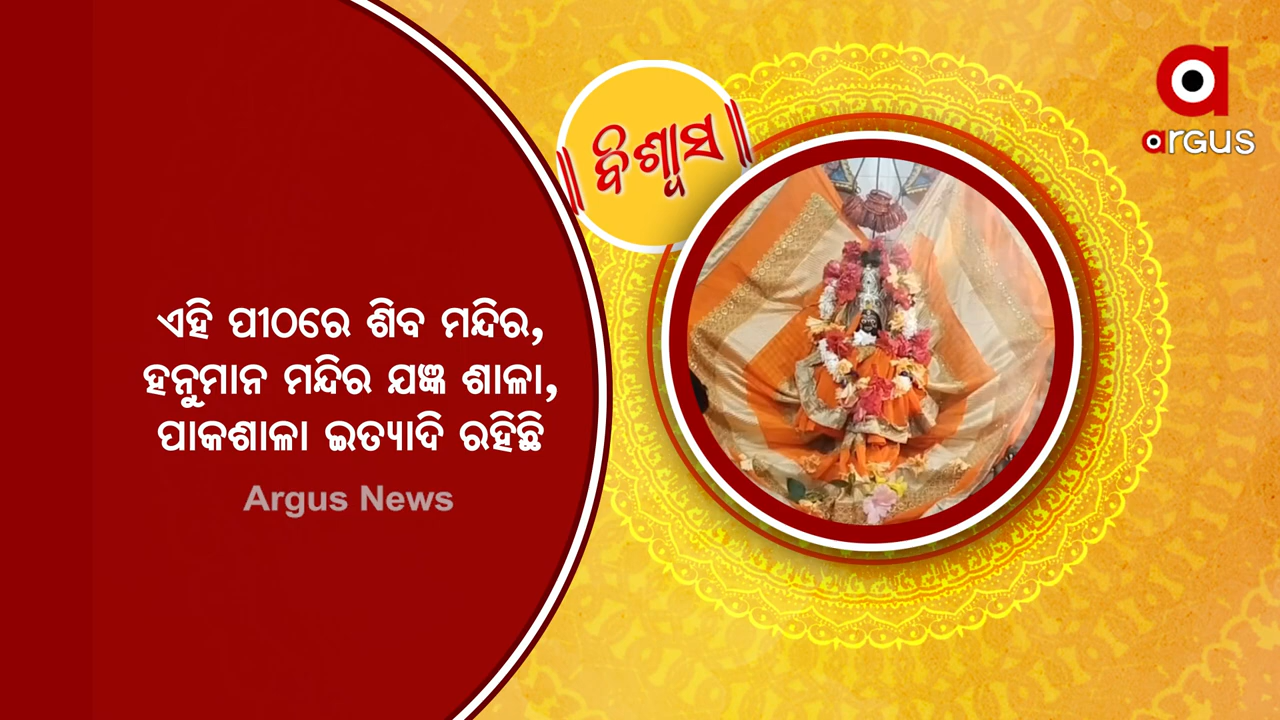 ଏହି ପୀଠରେ ଶିବ ମନ୍ଦିର,
ହନୁମାନ ମନ୍ଦିର ଯଜ୍ଞ ଶାଳା,
ପାକଶାଳା ଇତ୍ୟାଦି ରହିଛି
Argus News
॥ ବିଶ୍ୱାସ ॥
a
argus